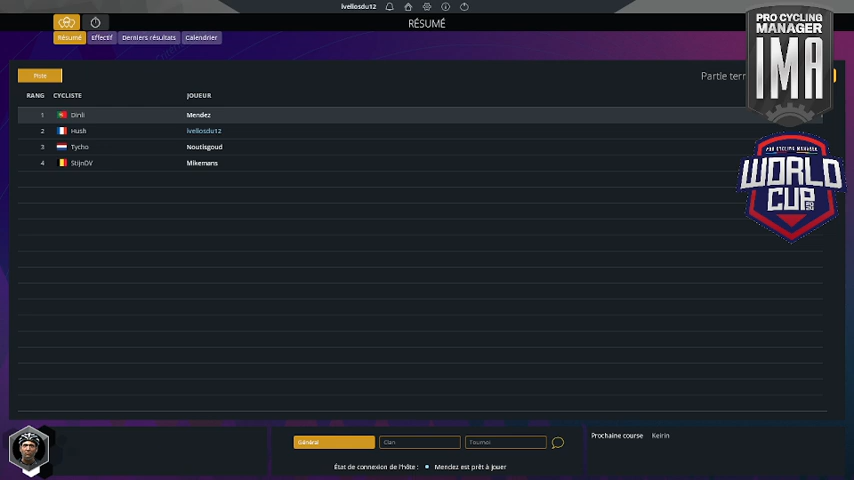 ivellosdu12
RÉSUMÉ
Résumé Effectif Derniers résultats Calendrier
PRO CYCLING
MANAGER
IMA
Piste
Partie
RANG CYCLISTE JOUEUR
1 Dinli Mendez
2 Hush ivellosdu12
3 Tycho Noutisgoud
4 StijnDV Mikemans
PRO CYCLING MANAGER
WORLD
CUP
Général Clan Tournoi
Prochaine course Keirin
État de connexion de l'hôte : Mendez est prêt à jouer